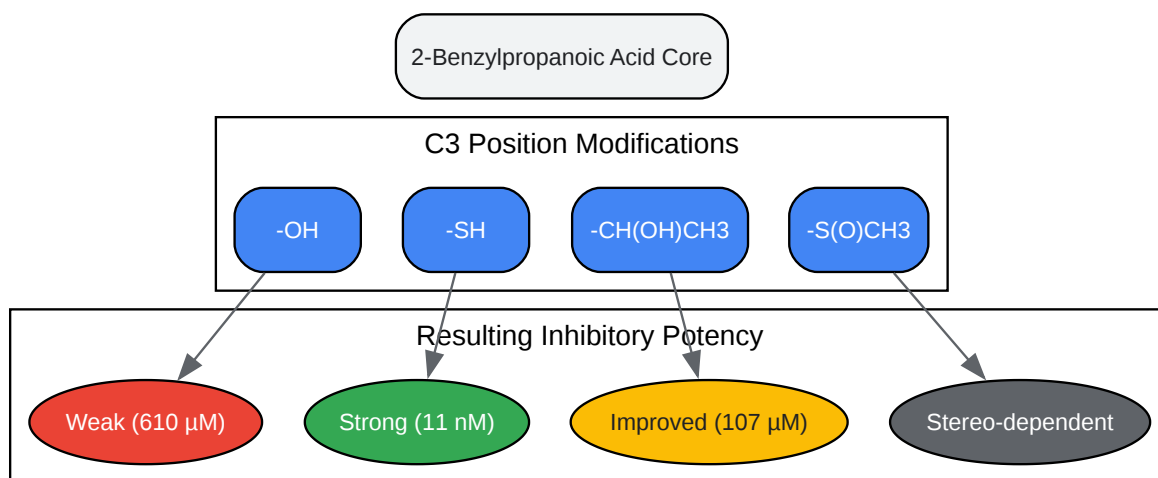 2-Benzylpropanoic Acid Core
C3 Position Modifications
-OH
-SH
-CH(OH)CH3
-S(O)CH3
Resulting Inhibitory Potency
Weak (610 µM)
Strong (11 nM)
Improved (107 µM)
Stereo-dependent